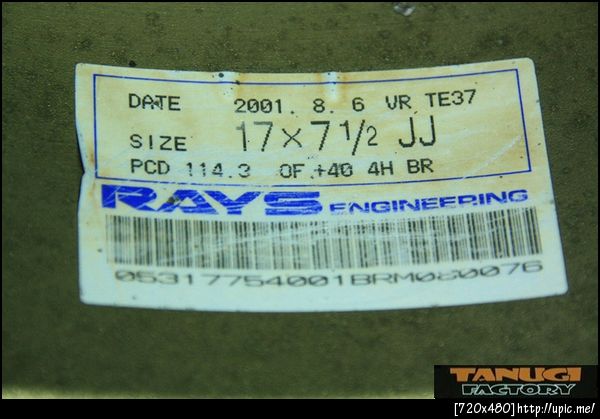 DATE 2001. 8. 6 VR TE37
SIZE 17×7 1/2 JJ
PCD 114.3 OF.+40 4H BR
RAYS ENGINEERING
05317754001BRM080076
TANUGI
FACTORY
[720x480]http://upic.me/